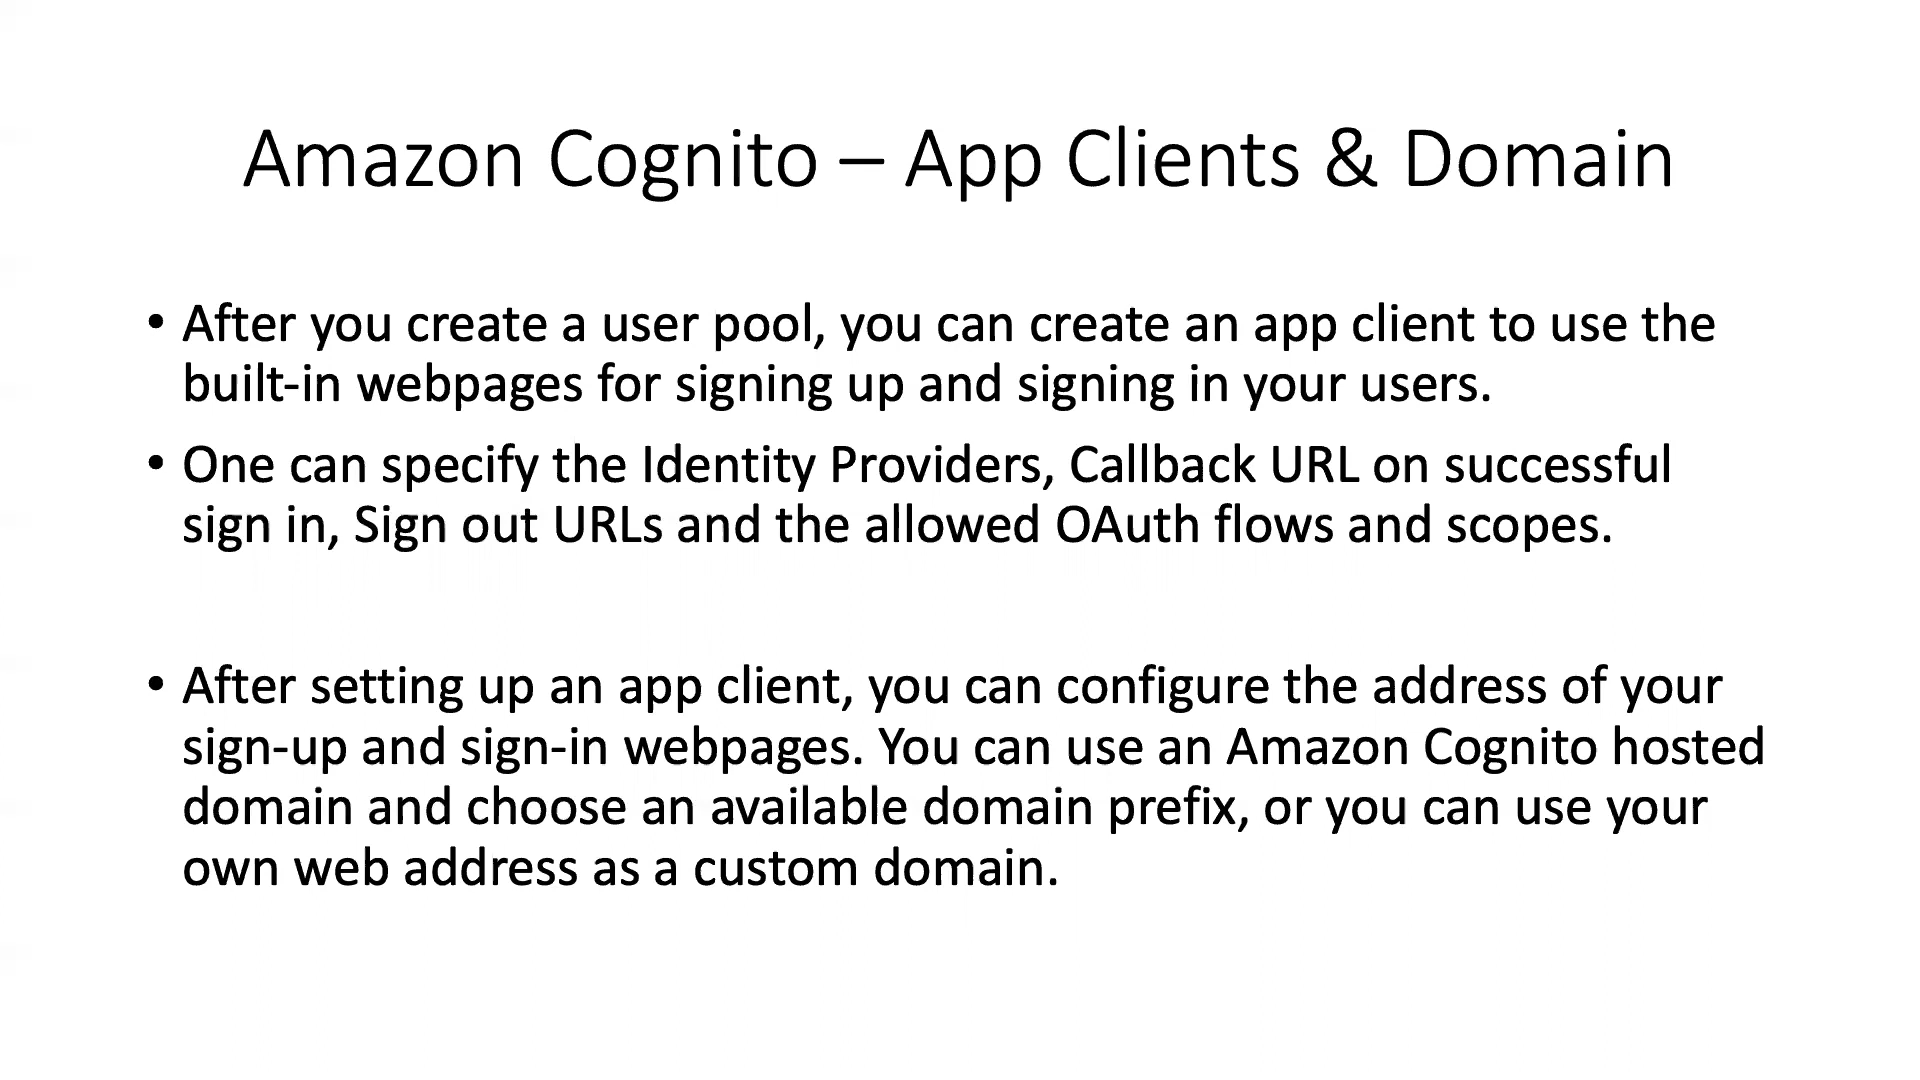 Amazon Cognito – App Clients & Domain
• After you create a user pool, you can create an app client to use the
built-in webpages for signing up and signing in your users.
• One can specify the Identity Providers, Callback URL on successful
sign in, Sign out URLs and the allowed OAuth flows and scopes.
• After setting up an app client, you can configure the address of your
sign-up and sign-in webpages. You can use an Amazon Cognito hosted
domain and choose an available domain prefix, or you can use your
own web address as a custom domain.